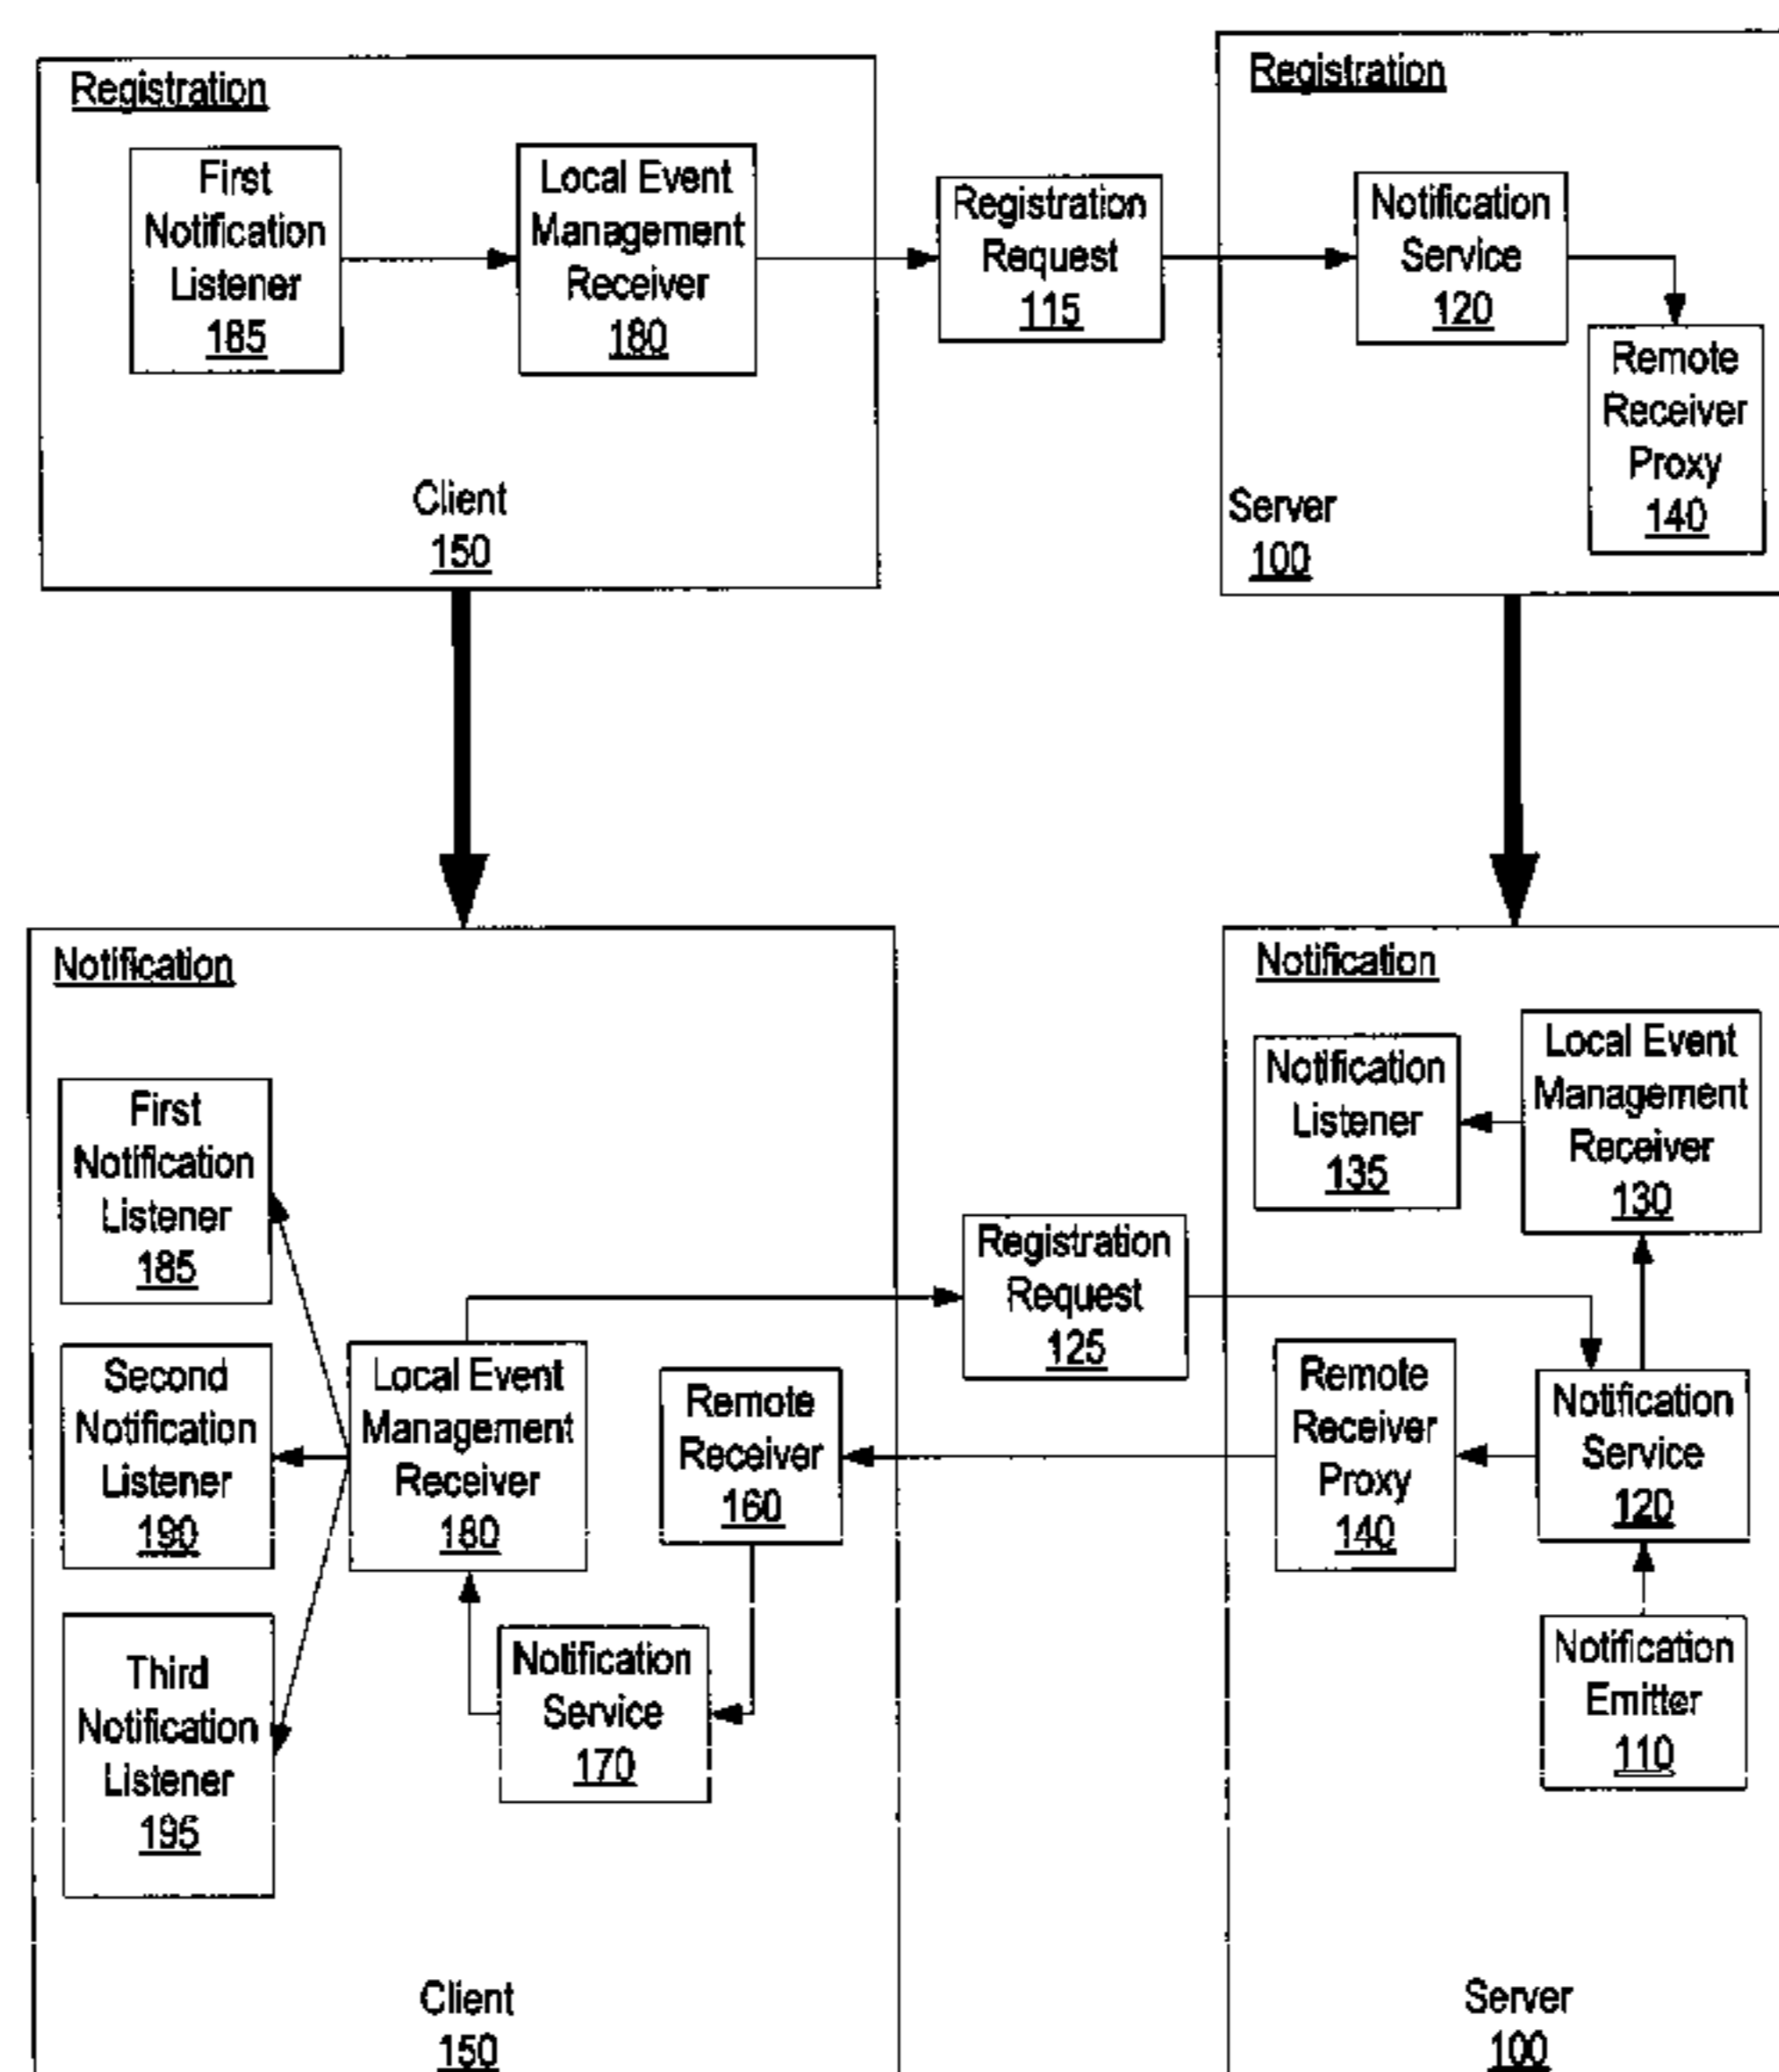 Registration
First
Notification
Listener
185
Local Event
Management
Receiver
180
Client
150
Registration
Request
115
Registration
Notification
Service
120
Remote
Receiver
Proxy
140
Server
100
Notification
First
Notification
Listener
185
Second
Notification
Listener
190
Third
Notification
Listener
195
Local Event
Management
Receiver
180
Remote
Receiver
160
Notification
Service
170
Client
150
Registration
Request
125
Notification
Notification
Listener
135
Local Event
Management
Receiver
130
Remote
Receiver
Proxy
140
Notification
Service
120
Notification
Emitter
110
Server
100